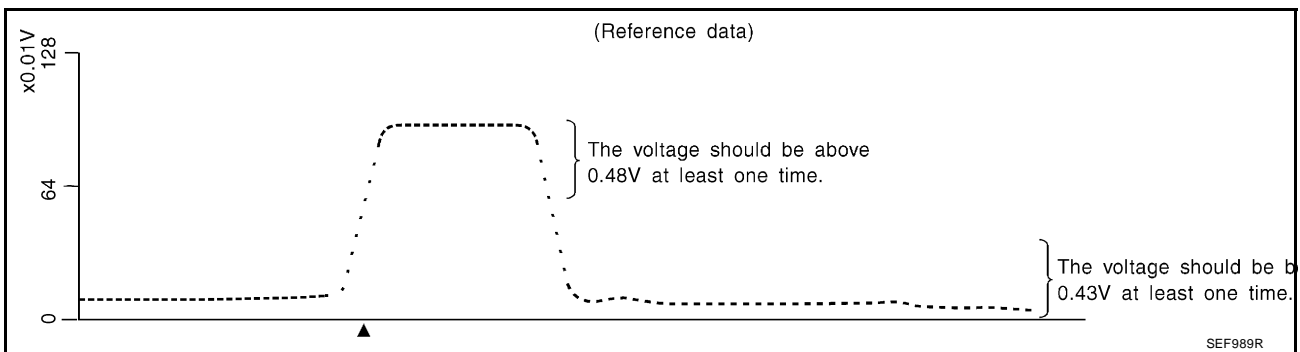 (Reference data)
x0.01V
128
64
0
The voltage should be above
0.48V at least one time.
The voltage should be
0.43V at least one time.
SEF989R